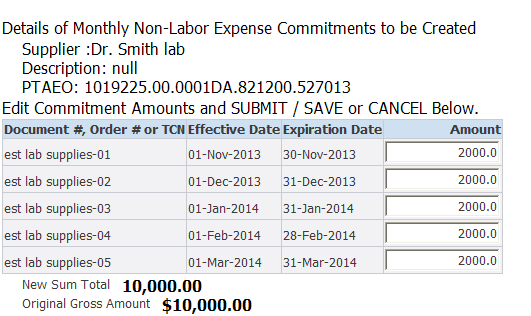 Details of Monthly Non-Labor Expense Commitments to be Created
Supplier :Dr. Smith lab
Description: null
PTAEO: 1019225.00.0001DA.821200.527013
Edit Commitment Amounts and SUBMIT / SAVE or CANCEL Below.
Document #, Order # or TCN Effective Date Expiration Date Amount
est lab supplies-01 01-Nov-2013 30-Nov-2013 2000.0
est lab supplies-02 01-Dec-2013 31-Dec-2013 2000.0
est lab supplies-03 01-Jan-2014 31-Jan-2014 2000.0
est lab supplies-04 01-Feb-2014 28-Feb-2014 2000.0
est lab supplies-05 01-Mar-2014 31-Mar-2014 2000.0
New Sum Total 10,000.00
Original Gross Amount $10,000.00